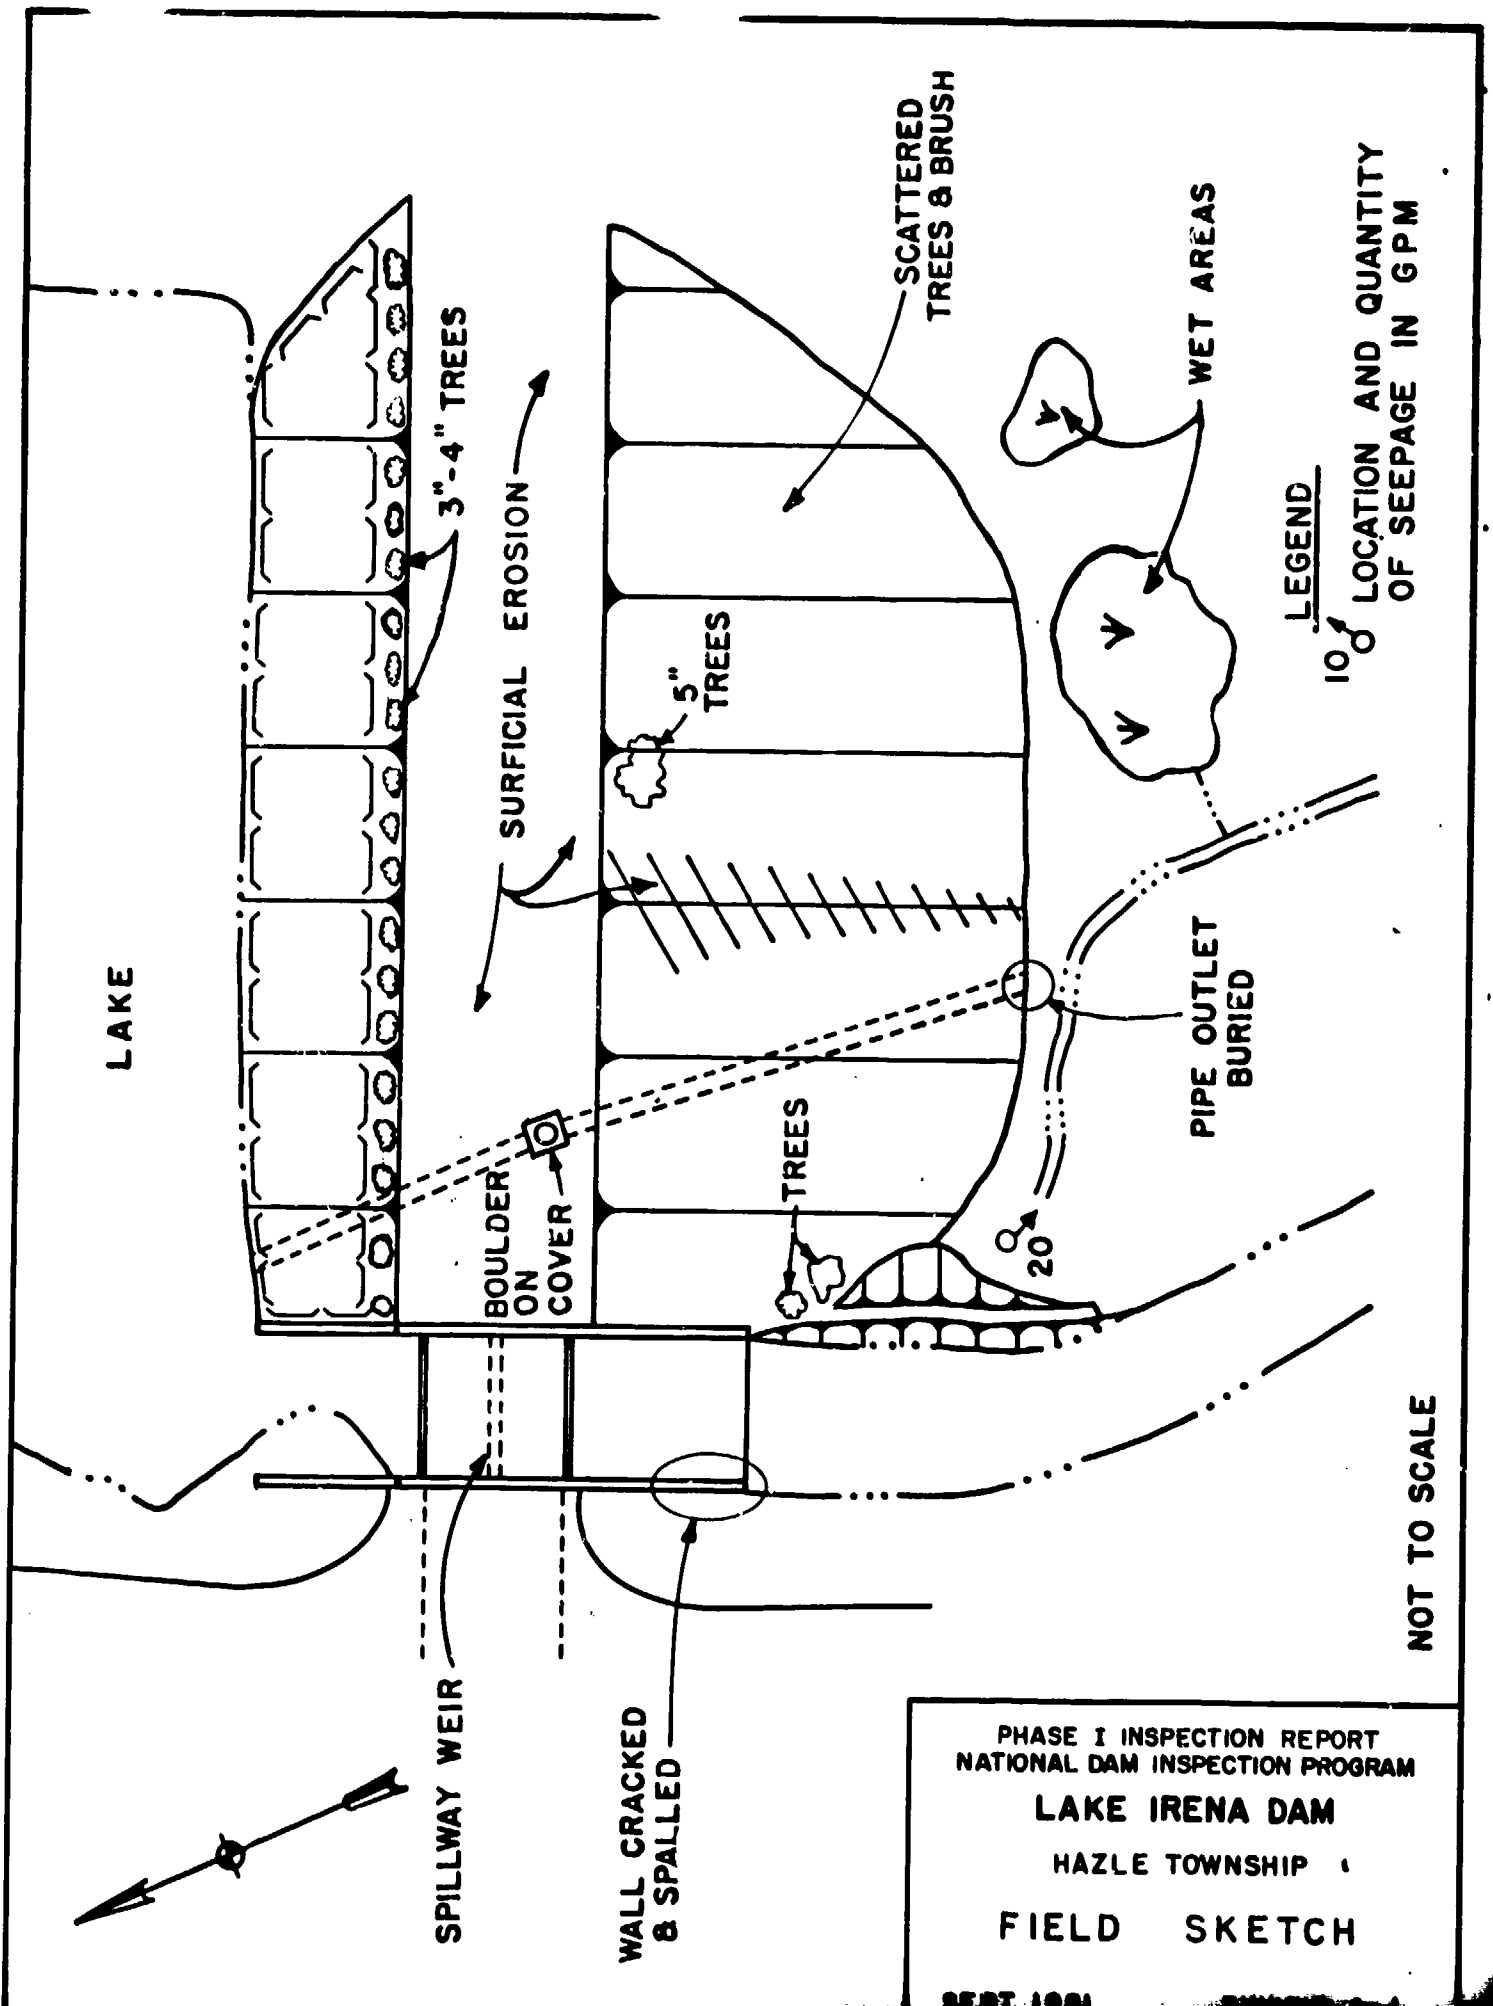 LAKE
3"-4" TREES
SURFICIAL EROSION
SCATTERED
TREES & BRUSH
5"
TREES
WET AREAS
LEGEND
10
LOCATION AND QUANTITY
OF SEEPAGE IN GPM
BOULDER
ON
COVER
TREES
20
PIPE OUTLET
BURIED
SPILLWAY WEIR
WALL CRACKED
& SPALLED
NOT TO SCALE
PHASE I INSPECTION REPORT
NATIONAL DAM INSPECTION PROGRAM
LAKE IRENA DAM
HAZLE TOWNSHIP
FIELD SKETCH
SEPT 1981